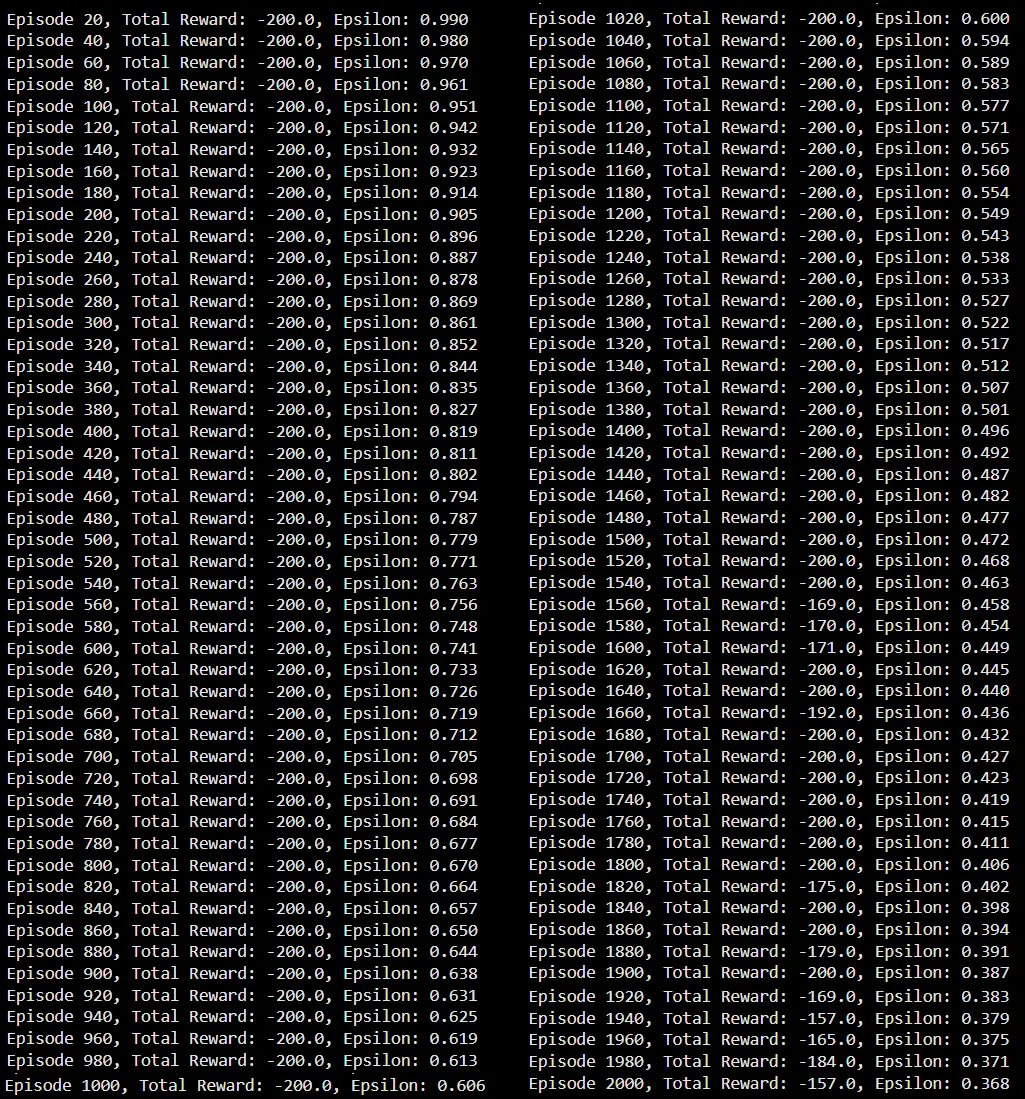 Episode 20, Total Reward: -200.0, Epsilon: 0.990
Episode 40, Total Reward: -200.0, Epsilon: 0.980
Episode 60, Total Reward: -200.0, Epsilon: 0.970
Episode 80, Total Reward: -200.0, Epsilon: 0.961
Episode 100, Total Reward: -200.0, Epsilon: 0.951
Episode 120, Total Reward: -200.0, Epsilon: 0.942
Episode 140, Total Reward: -200.0, Epsilon: 0.932
Episode 160, Total Reward: -200.0, Epsilon: 0.923
Episode 180, Total Reward: -200.0, Epsilon: 0.914
Episode 200, Total Reward: -200.0, Epsilon: 0.905
Episode 220, Total Reward: -200.0, Epsilon: 0.896
Episode 240, Total Reward: -200.0, Epsilon: 0.887
Episode 260, Total Reward: -200.0, Epsilon: 0.878
Episode 280, Total Reward: -200.0, Epsilon: 0.869
Episode 300, Total Reward: -200.0, Epsilon: 0.861
Episode 320, Total Reward: -200.0, Epsilon: 0.852
Episode 340, Total Reward: -200.0, Epsilon: 0.844
Episode 360, Total Reward: -200.0, Epsilon: 0.835
Episode 380, Total Reward: -200.0, Epsilon: 0.827
Episode 400, Total Reward: -200.0, Epsilon: 0.819
Episode 420, Total Reward: -200.0, Epsilon: 0.811
Episode 440, Total Reward: -200.0, Epsilon: 0.802
Episode 460, Total Reward: -200.0, Epsilon: 0.794
Episode 480, Total Reward: -200.0, Epsilon: 0.787
Episode 500, Total Reward: -200.0, Epsilon: 0.779
Episode 520, Total Reward: -200.0, Epsilon: 0.771
Episode 540, Total Reward: -200.0, Epsilon: 0.763
Episode 560, Total Reward: -200.0, Epsilon: 0.756
Episode 580, Total Reward: -200.0, Epsilon: 0.748
Episode 600, Total Reward: -200.0, Epsilon: 0.741
Episode 620, Total Reward: -200.0, Epsilon: 0.733
Episode 640, Total Reward: -200.0, Epsilon: 0.726
Episode 660, Total Reward: -200.0, Epsilon: 0.719
Episode 680, Total Reward: -200.0, Epsilon: 0.712
Episode 700, Total Reward: -200.0, Epsilon: 0.705
Episode 720, Total Reward: -200.0, Epsilon: 0.698
Episode 740, Total Reward: -200.0, Epsilon: 0.691
Episode 760, Total Reward: -200.0, Epsilon: 0.684
Episode 780, Total Reward: -200.0, Epsilon: 0.677
Episode 800, Total Reward: -200.0, Epsilon: 0.670
Episode 820, Total Reward: -200.0, Epsilon: 0.664
Episode 840, Total Reward: -200.0, Epsilon: 0.657
Episode 860, Total Reward: -200.0, Epsilon: 0.650
Episode 880, Total Reward: -200.0, Epsilon: 0.644
Episode 900, Total Reward: -200.0, Epsilon: 0.638
Episode 920, Total Reward: -200.0, Epsilon: 0.631
Episode 940, Total Reward: -200.0, Epsilon: 0.625
Episode 960, Total Reward: -200.0, Epsilon: 0.619
Episode 980, Total Reward: -200.0, Epsilon: 0.613
Episode 1000, Total Reward: -200.0, Epsilon: 0.606
Episode 1020, Total Reward: -200.0, Epsilon: 0.600
Episode 1040, Total Reward: -200.0, Epsilon: 0.594
Episode 1060, Total Reward: -200.0, Epsilon: 0.589
Episode 1080, Total Reward: -200.0, Epsilon: 0.583
Episode 1100, Total Reward: -200.0, Epsilon: 0.577
Episode 1120, Total Reward: -200.0, Epsilon: 0.571
Episode 1140, Total Reward: -200.0, Epsilon: 0.565
Episode 1160, Total Reward: -200.0, Epsilon: 0.560
Episode 1180, Total Reward: -200.0, Epsilon: 0.554
Episode 1200, Total Reward: -200.0, Epsilon: 0.549
Episode 1220, Total Reward: -200.0, Epsilon: 0.543
Episode 1240, Total Reward: -200.0, Epsilon: 0.538
Episode 1260, Total Reward: -200.0, Epsilon: 0.533
Episode 1280, Total Reward: -200.0, Epsilon: 0.527
Episode 1300, Total Reward: -200.0, Epsilon: 0.522
Episode 1320, Total Reward: -200.0, Epsilon: 0.517
Episode 1340, Total Reward: -200.0, Epsilon: 0.512
Episode 1360, Total Reward: -200.0, Epsilon: 0.507
Episode 1380, Total Reward: -200.0, Epsilon: 0.501
Episode 1400, Total Reward: -200.0, Epsilon: 0.496
Episode 1420, Total Reward: -200.0, Epsilon: 0.492
Episode 1440, Total Reward: -200.0, Epsilon: 0.487
Episode 1460, Total Reward: -200.0, Epsilon: 0.482
Episode 1480, Total Reward: -200.0, Epsilon: 0.477
Episode 1500, Total Reward: -200.0, Epsilon: 0.472
Episode 1520, Total Reward: -200.0, Epsilon: 0.468
Episode 1540, Total Reward: -200.0, Epsilon: 0.463
Episode 1560, Total Reward: -169.0, Epsilon: 0.458
Episode 1580, Total Reward: -170.0, Epsilon: 0.454
Episode 1600, Total Reward: -171.0, Epsilon: 0.449
Episode 1620, Total Reward: -200.0, Epsilon: 0.445
Episode 1640, Total Reward: -200.0, Epsilon: 0.440
Episode 1660, Total Reward: -192.0, Epsilon: 0.436
Episode 1680, Total Reward: -200.0, Epsilon: 0.432
Episode 1700, Total Reward: -200.0, Epsilon: 0.427
Episode 1720, Total Reward: -200.0, Epsilon: 0.423
Episode 1740, Total Reward: -200.0, Epsilon: 0.419
Episode 1760, Total Reward: -200.0, Epsilon: 0.415
Episode 1780, Total Reward: -200.0, Epsilon: 0.411
Episode 1800, Total Reward: -200.0, Epsilon: 0.406
Episode 1820, Total Reward: -175.0, Epsilon: 0.402
Episode 1840, Total Reward: -200.0, Epsilon: 0.398
Episode 1860, Total Reward: -200.0, Epsilon: 0.394
Episode 1880, Total Reward: -179.0, Epsilon: 0.391
Episode 1900, Total Reward: -200.0, Epsilon: 0.387
Episode 1920, Total Reward: -169.0, Epsilon: 0.383
Episode 1940, Total Reward: -157.0, Epsilon: 0.379
Episode 1960, Total Reward: -165.0, Epsilon: 0.375
Episode 1980, Total Reward: -184.0, Epsilon: 0.371
Episode 2000, Total Reward: -157.0, Epsilon: 0.368